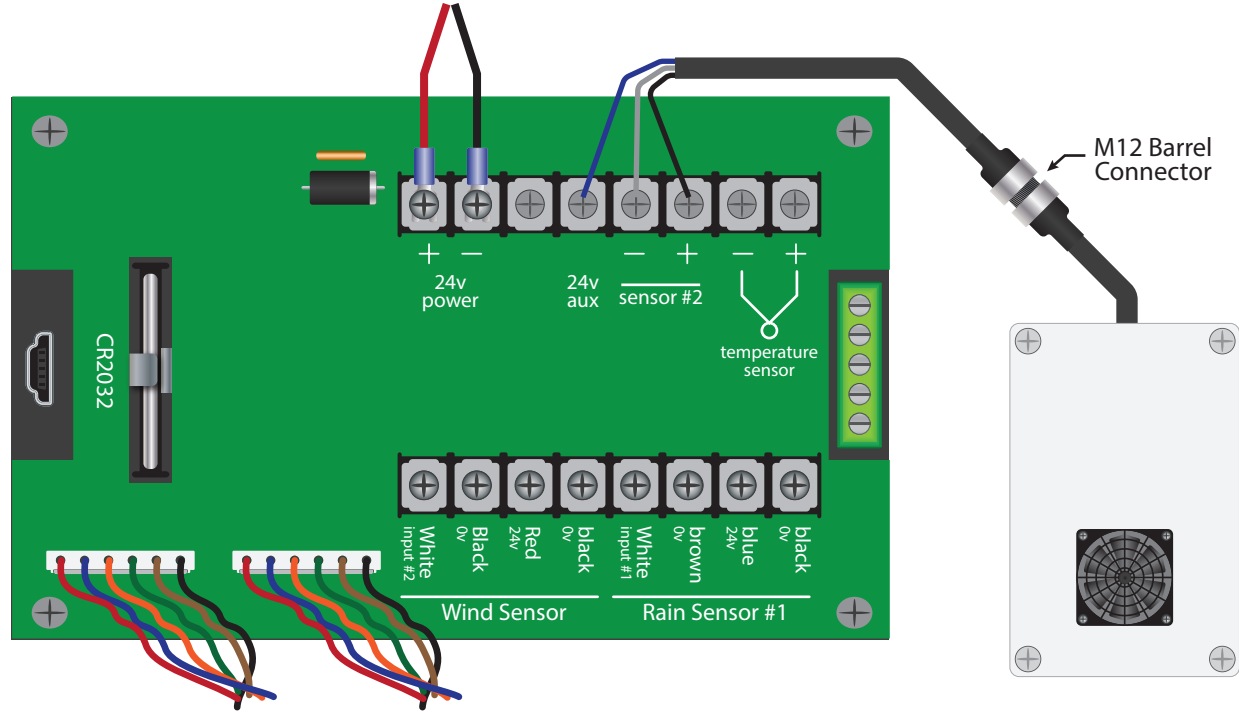 M12 Barrel
Connector
+
−
−
+
−
+
24v
power
24v
aux
sensor #2
temperature
sensor
CR2032
White
input #2
Black
0v
Red
24v
black
0v
White
input #1
brown
0v
blue
24v
black
0v
Wind Sensor
Rain Sensor #1